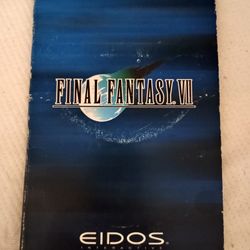 FINAL FANTASY VII
EIDOS
INTERACTIVE